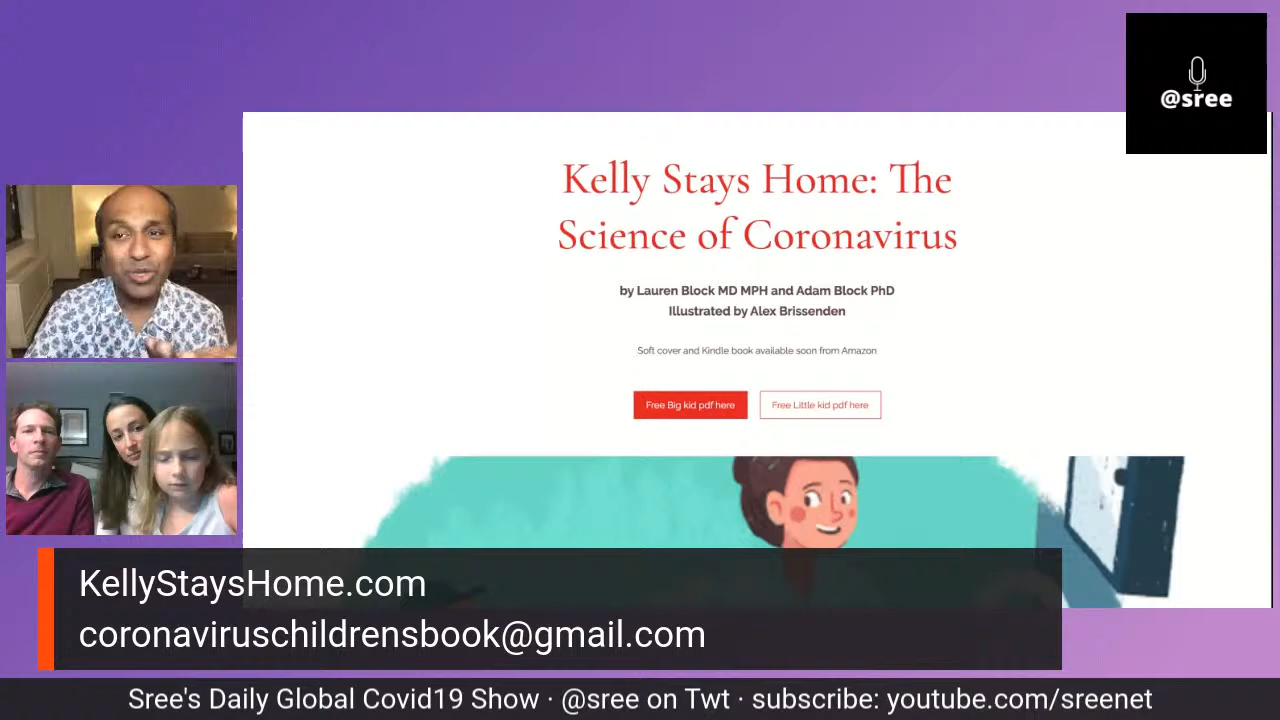 @sree
Kelly Stays Home: The
Science of Coronavirus
by Lauren Block MD MPH and Adam Block PhD
Illustrated by Alex Brissenden
Soft cover and Kindle book available soon from Amazon
Free Big kid pdf here
Free Little kid pdf here
KellyStaysHome.com
coronaviruschildrensbook@gmail.com
Sree's Daily Global Covid19 Show · @sree on Twt · subscribe: youtube.com/sreenet